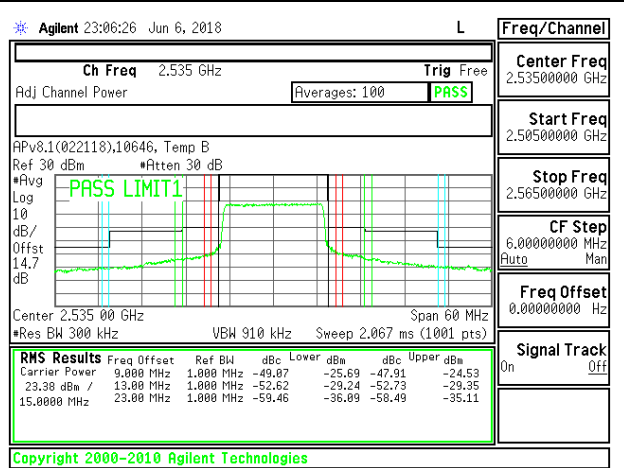 Agilent 23:06:26 Jun 6, 2018 L
Freq/Channel
Ch Freq 2.535 GHz Trig Free
Adj Channel Power Averages: 100 PASS
APv8.1(022118),10646, Temp B
Ref 30 dBm #Atten 30 dB
#Avg
Log
10
dB/
Offst
14.7
dB
PASS LIMIT1
Center 2.535 00 GHz Span 60 MHz
#Res BW 300 kHz VBW 910 kHz Sweep 2.067 ms (1001 pts)
RMS Results Freq Offset Ref BW dBc Lower dBm dBc Upper dBm
Carrier Power 9.000 MHz 1.000 MHz -49.07 -25.69 -47.91 -24.53
23.38 dBm / 13.00 MHz 1.000 MHz -52.62 -29.24 -52.73 -29.35
15.0000 MHz 23.00 MHz 1.000 MHz -59.46 -36.09 -58.49 -35.11
Center Freq
2.53500000 GHz
Start Freq
2.50500000 GHz
Stop Freq
2.56500000 GHz
CF Step
6.00000000 MHz
Auto Man
Freq Offset
0.00000000 Hz
Signal Track
On Off
Copyright 2000-2010 Agilent Technologies